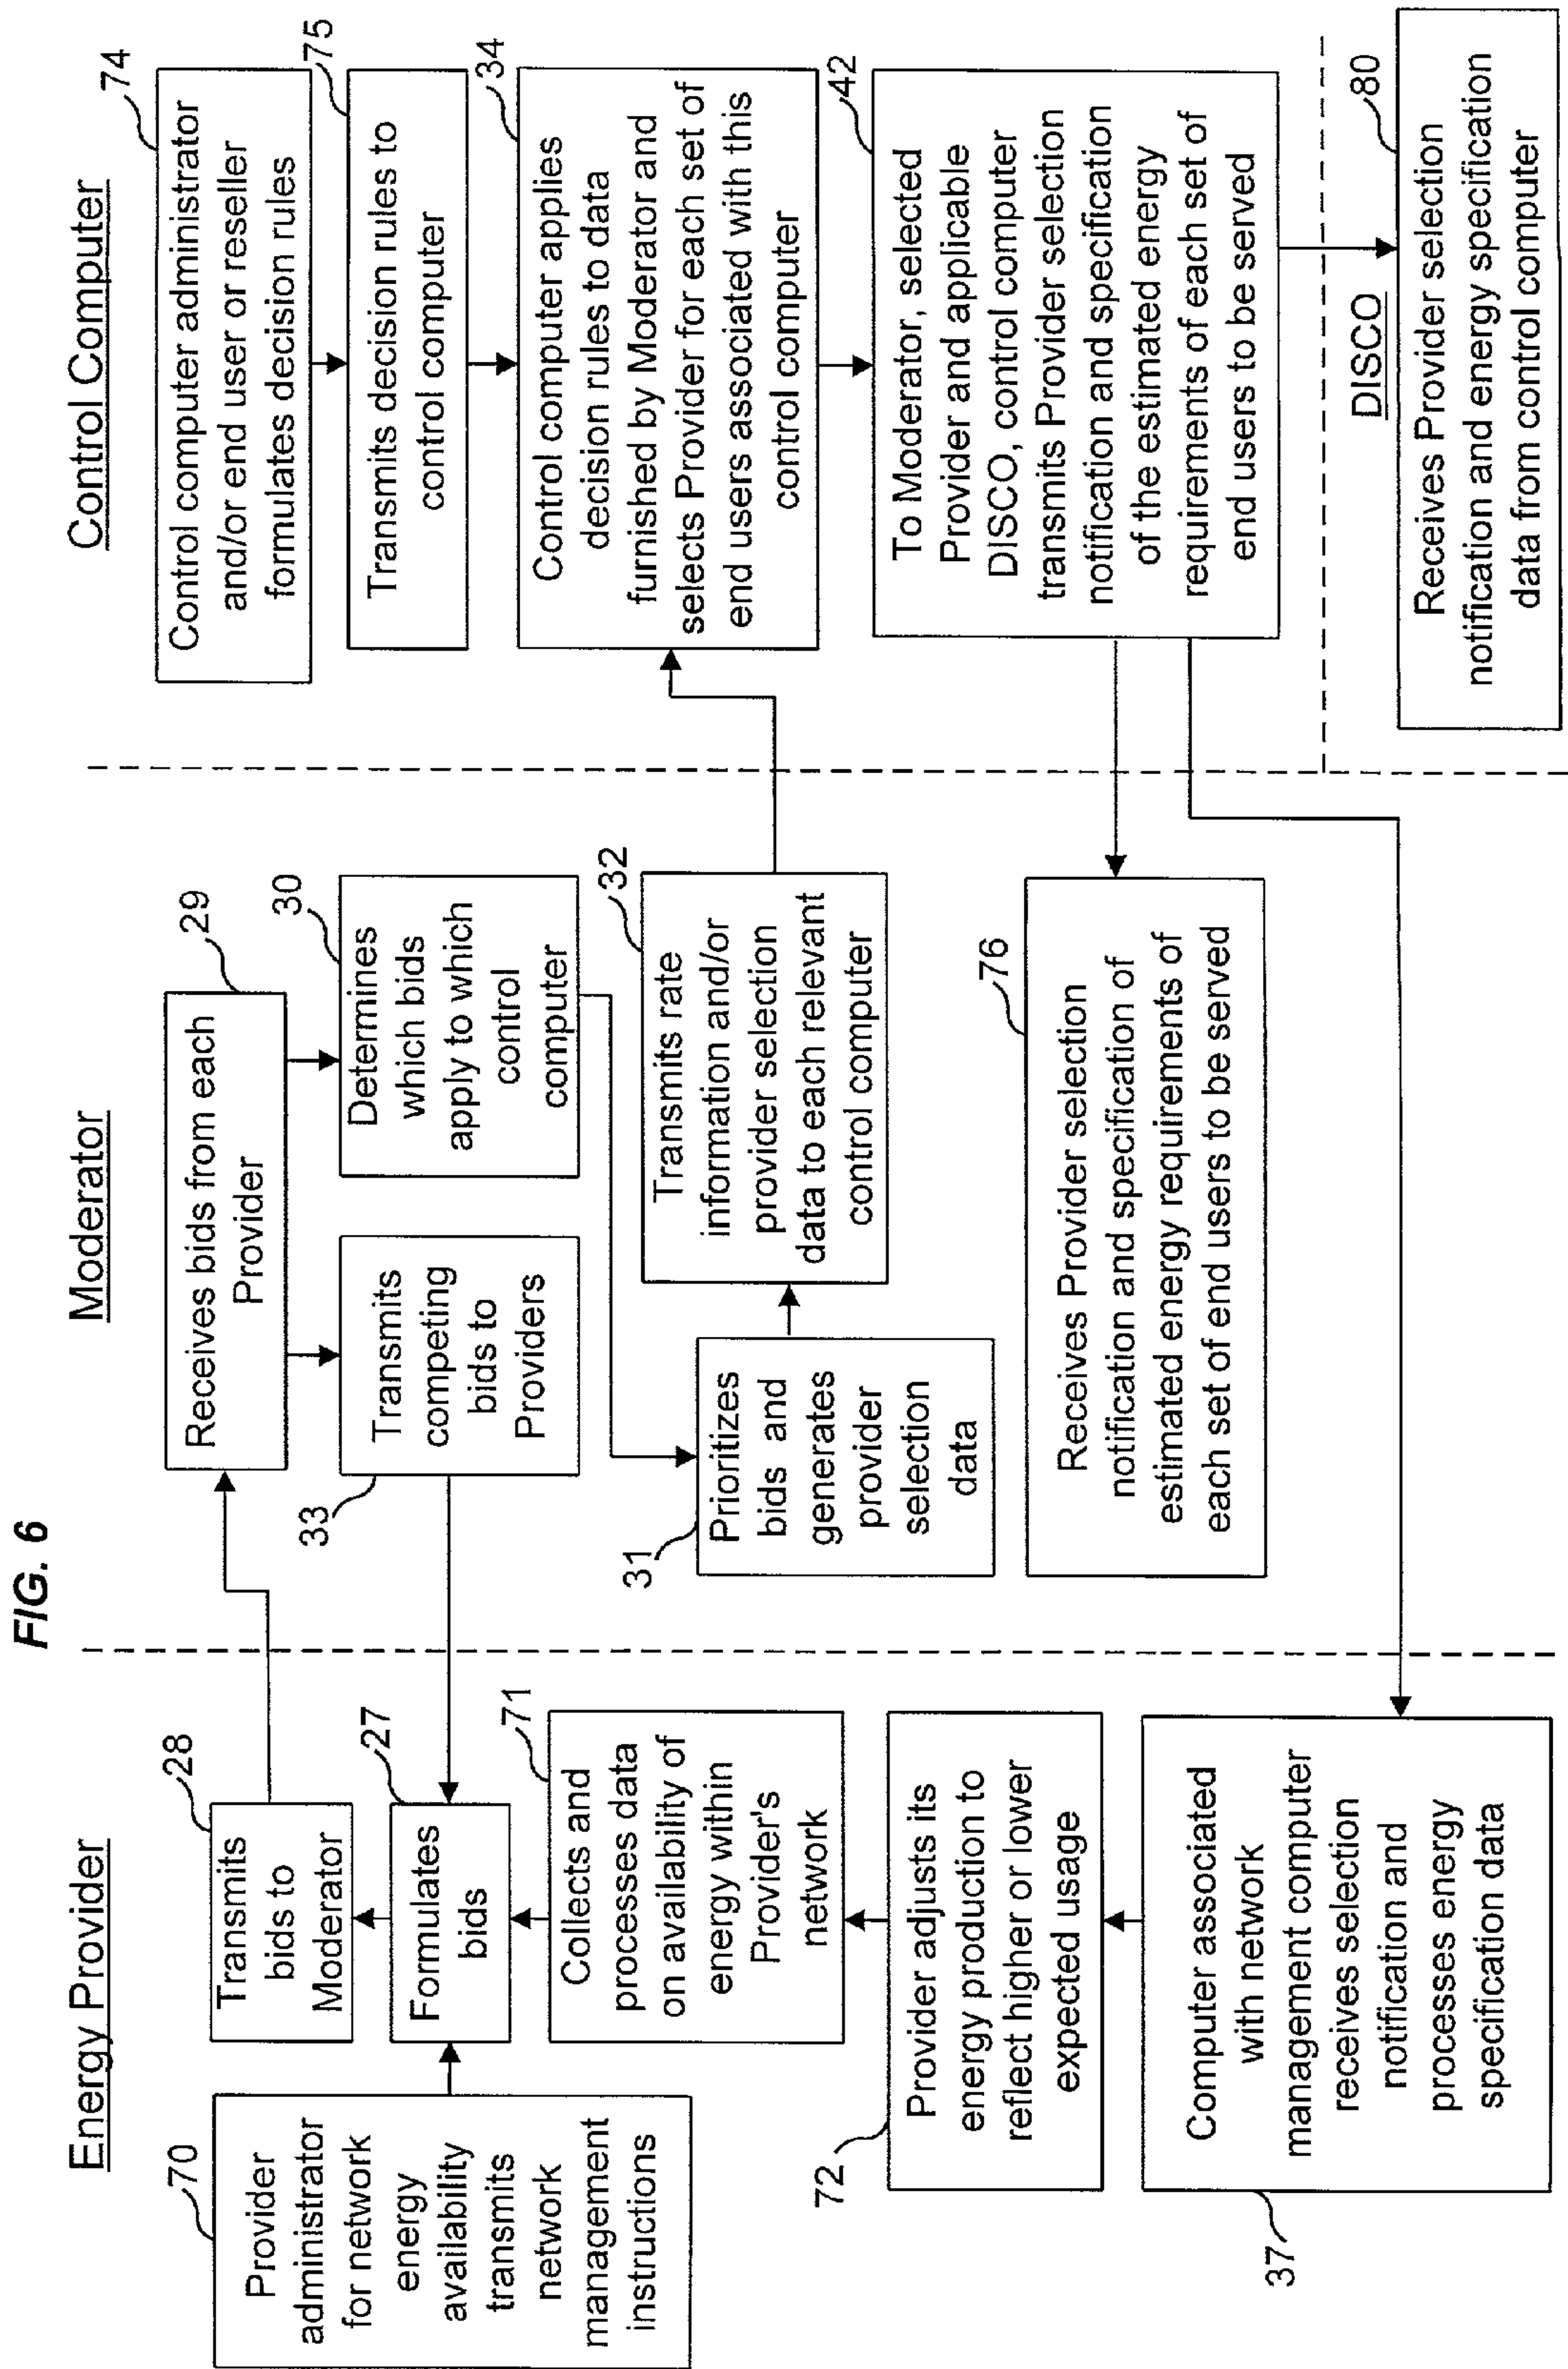 FIG. 6
Energy Provider
70
Provider
administrator
for network
energy
availability
transmits
network
management
instructions
28
Transmits
bids to
Moderator
27
Formulates
bids
71
Collects and
processes data
on availability of
energy within
Provider's
network
72
Provider adjusts its
energy production to
reflect higher or lower
expected usage
37
Computer associated
with network
management computer
receives selection
notification and
processes energy
specification data
Moderator
29
Receives bids from each
Provider
33
Transmits
competing
bids to
Providers
30
Determines
which bids
apply to which
control
computer
31
Prioritizes
bids and
generates
provider
selection
data
32
Transmits rate
information and/or
provider selection
data to each relevant
control computer
76
Receives Provider selection
notification and specification of
estimated energy requirements of
each set of end users to be served
Control Computer
74
Control computer administrator
and/or end user or reseller
formulates decision rules
75
Transmits decision rules to
control computer
34
Control computer applies
decision rules to data
furnished by Moderator and
selects Provider for each set of
end users associated with this
control computer
42
To Moderator, selected
Provider and applicable
DISCO, control computer
transmits Provider selection
notification and specification
of the estimated energy
requirements of each set of
end users to be served
DISCO
80
Receives Provider selection
notification and energy specification
data from control computer